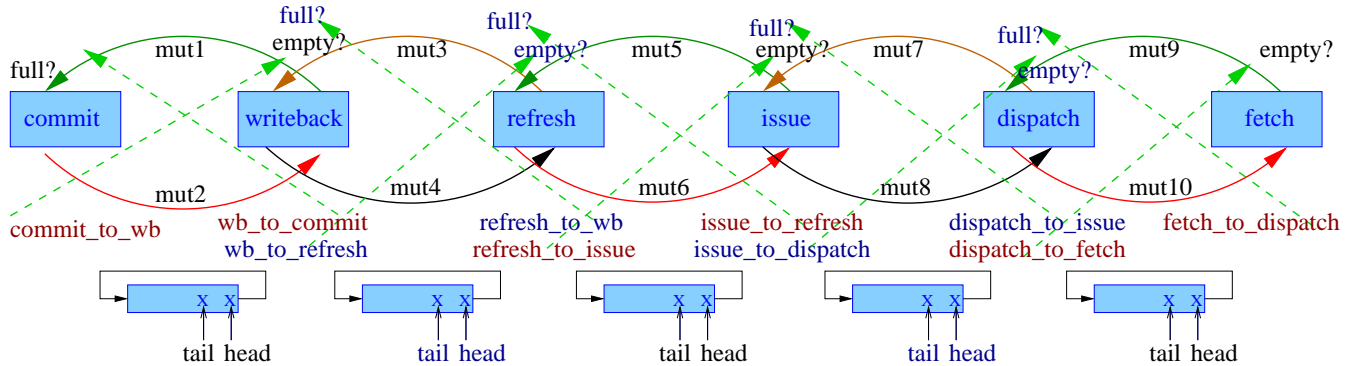 full? full? full?
mut1 empty? mut3 empty? mut5 empty? mut7 empty? mut9 empty?
full?
commit writeback refresh issue dispatch fetch
mut2 mut4 mut6 mut8 mut10
commit_to_wb wb_to_commit refresh_to_wb issue_to_refresh dispatch_to_issue fetch_to_dispatch
wb_to_refresh refresh_to_issue issue_to_dispatch dispatch_to_fetch
x x x x x x x x x x
tail head tail head tail head tail head tail head